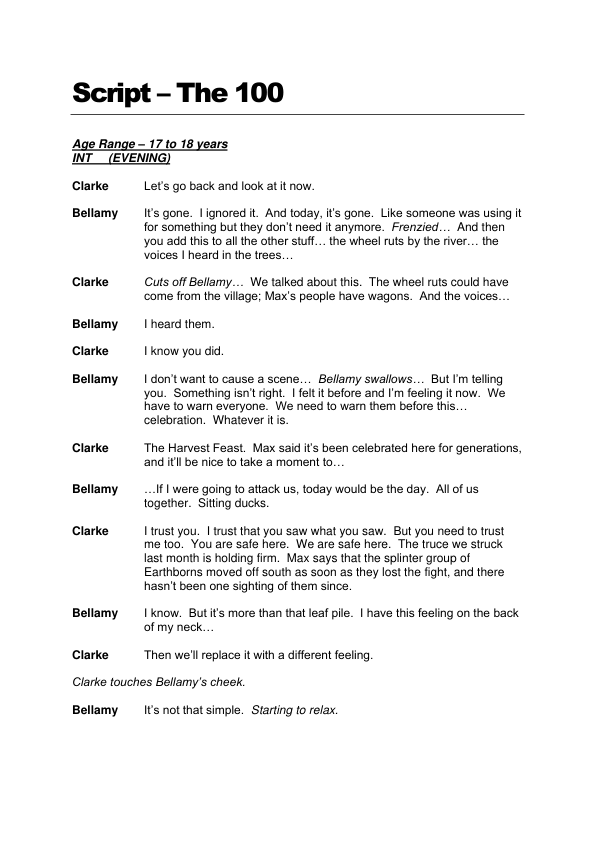 Script – The 100
Age Range – 17 to 18 years
INT (EVENING)
Clarke Let's go back and look at it now.
Bellamy It's gone. I ignored it. And today, it's gone. Like someone was using it
for something but they don't need it anymore. Frenzied… And then
you add this to all the other stuff… the wheel ruts by the river… the
voices I heard in the trees…
Clarke Cuts off Bellamy… We talked about this. The wheel ruts could have
come from the village; Max's people have wagons. And the voices…
Bellamy I heard them.
Clarke I know you did.
Bellamy I don't want to cause a scene… Bellamy swallows… But I'm telling
you. Something isn't right. I felt it before and I'm feeling it now. We
have to warn everyone. We need to warn them before this…
celebration. Whatever it is.
Clarke The Harvest Feast. Max said it's been celebrated here for generations,
and it'll be nice to take a moment to…
Bellamy …If I were going to attack us, today would be the day. All of us
together. Sitting ducks.
Clarke I trust you. I trust that you saw what you saw. But you need to trust
me too. You are safe here. We are safe here. The truce we struck
last month is holding firm. Max says that the splinter group of
Earthborns moved off south as soon as they lost the fight, and there
hasn't been one sighting of them since.
Bellamy I know. But it's more than that leaf pile. I have this feeling on the back
of my neck…
Clarke Then we'll replace it with a different feeling.
Clarke touches Bellamy's cheek.
Bellamy It's not that simple. Starting to relax.